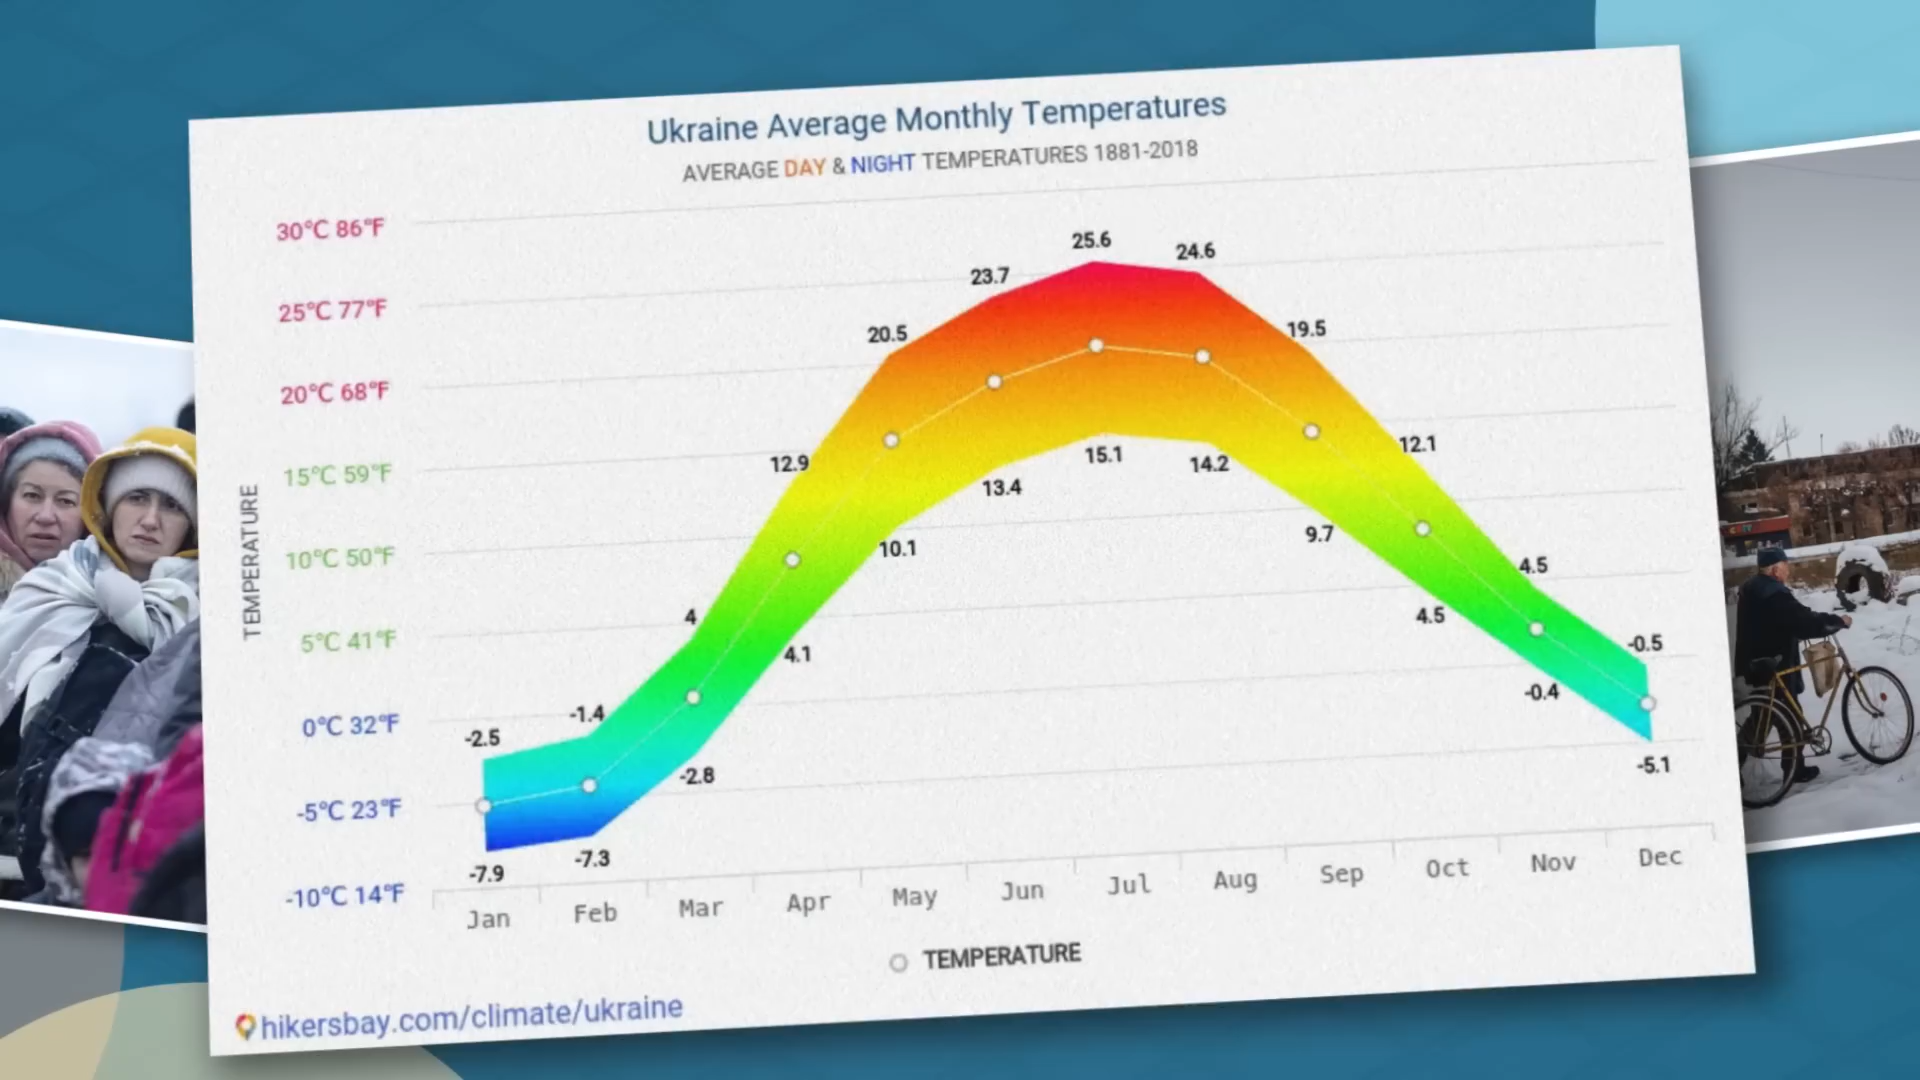 Ukraine Average Monthly Temperatures
AVERAGE DAY & NIGHT TEMPERATURES 1881-2018
30°C 86°F
25°C 77°F
20°C 68°F
15°C 59°F
10°C 50°F
5°C 41°F
0°C 32°F
-5°C 23°F
-10°C 14°F
TEMPERATURE
-2.5
-1.4
4
12.9
20.5
23.7
25.6
24.6
19.5
12.1
4.5
-0.5
-7.9
-7.3
-2.8
4.1
10.1
13.4
15.1
14.2
9.7
4.5
-0.4
-5.1
Jan Feb Mar Apr May Jun Jul Aug Sep Oct Nov Dec
TEMPERATURE
hikersbay.com/climate/ukraine